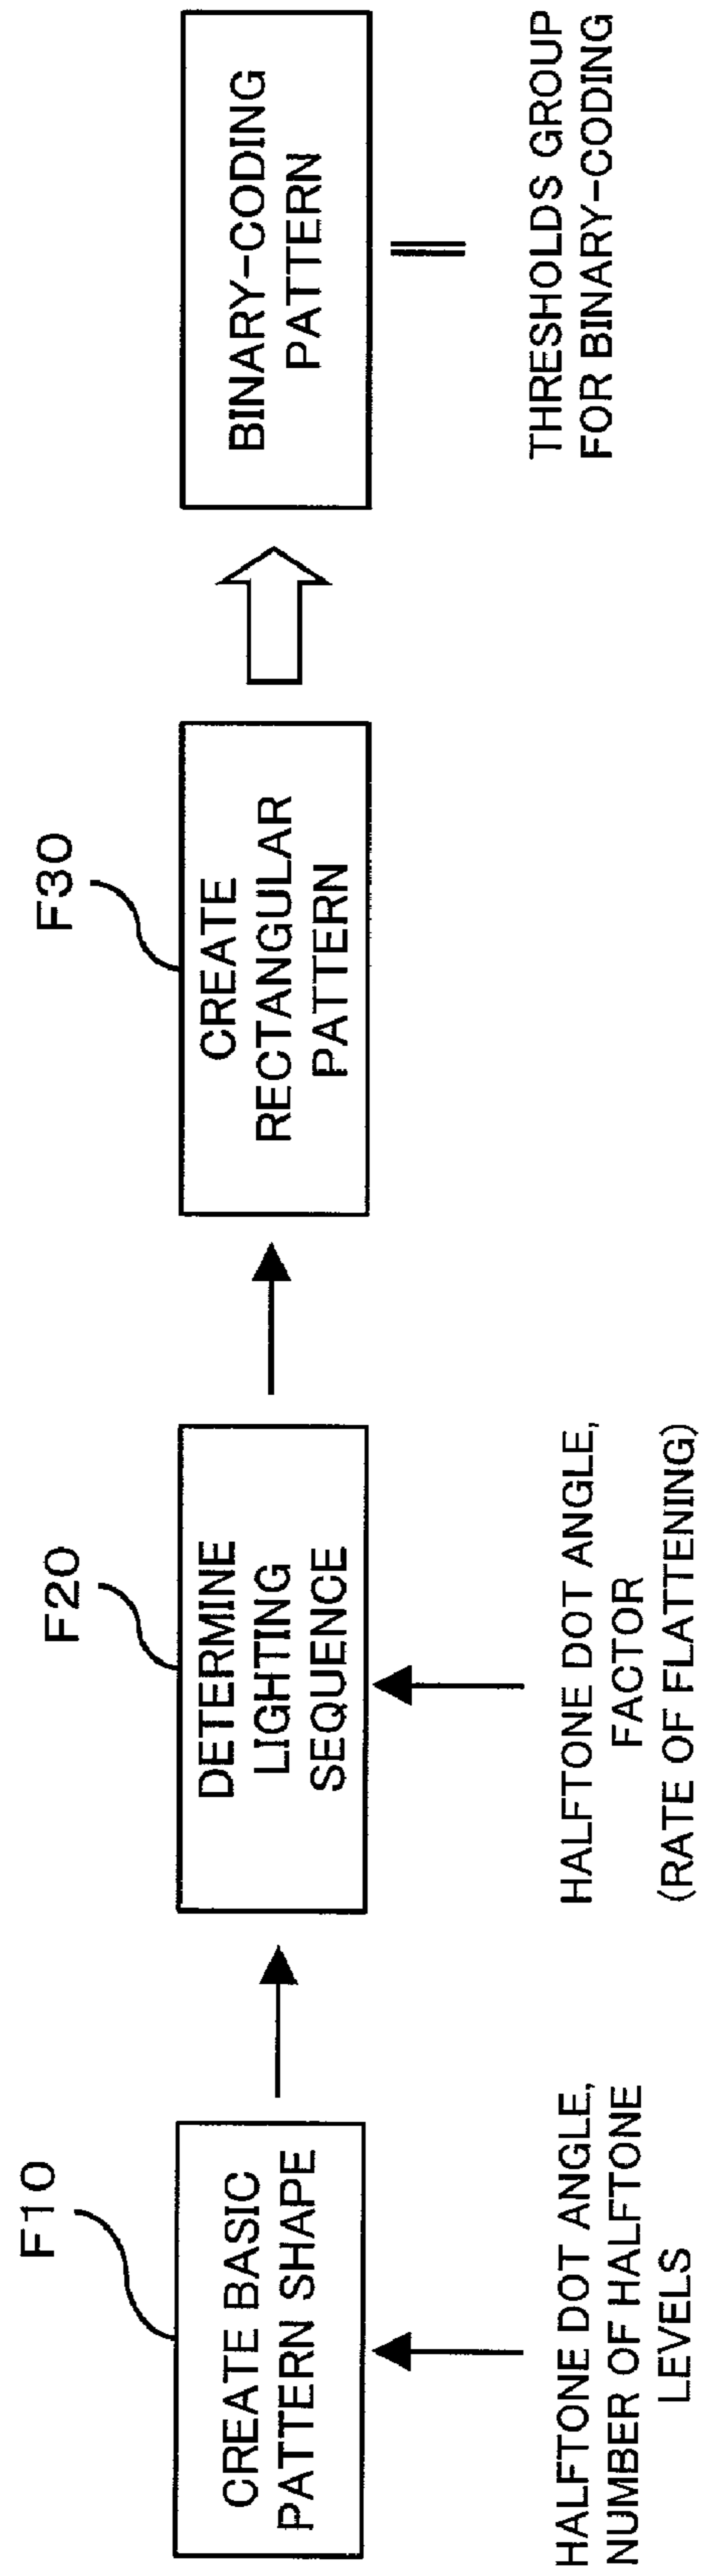 F10
CREATE BASIC
PATTERN SHAPE
HALFTONE DOT ANGLE,
NUMBER OF HALFTONE
LEVELS
F20
DETERMINE
LIGHTING
SEQUENCE
HALFTONE DOT ANGLE,
FACTOR
(RATE OF FLATTENING)
F30
CREATE
RECTANGULAR
PATTERN
BINARY-CODING
PATTERN
THRESHOLDS GROUP
FOR BINARY-CODING